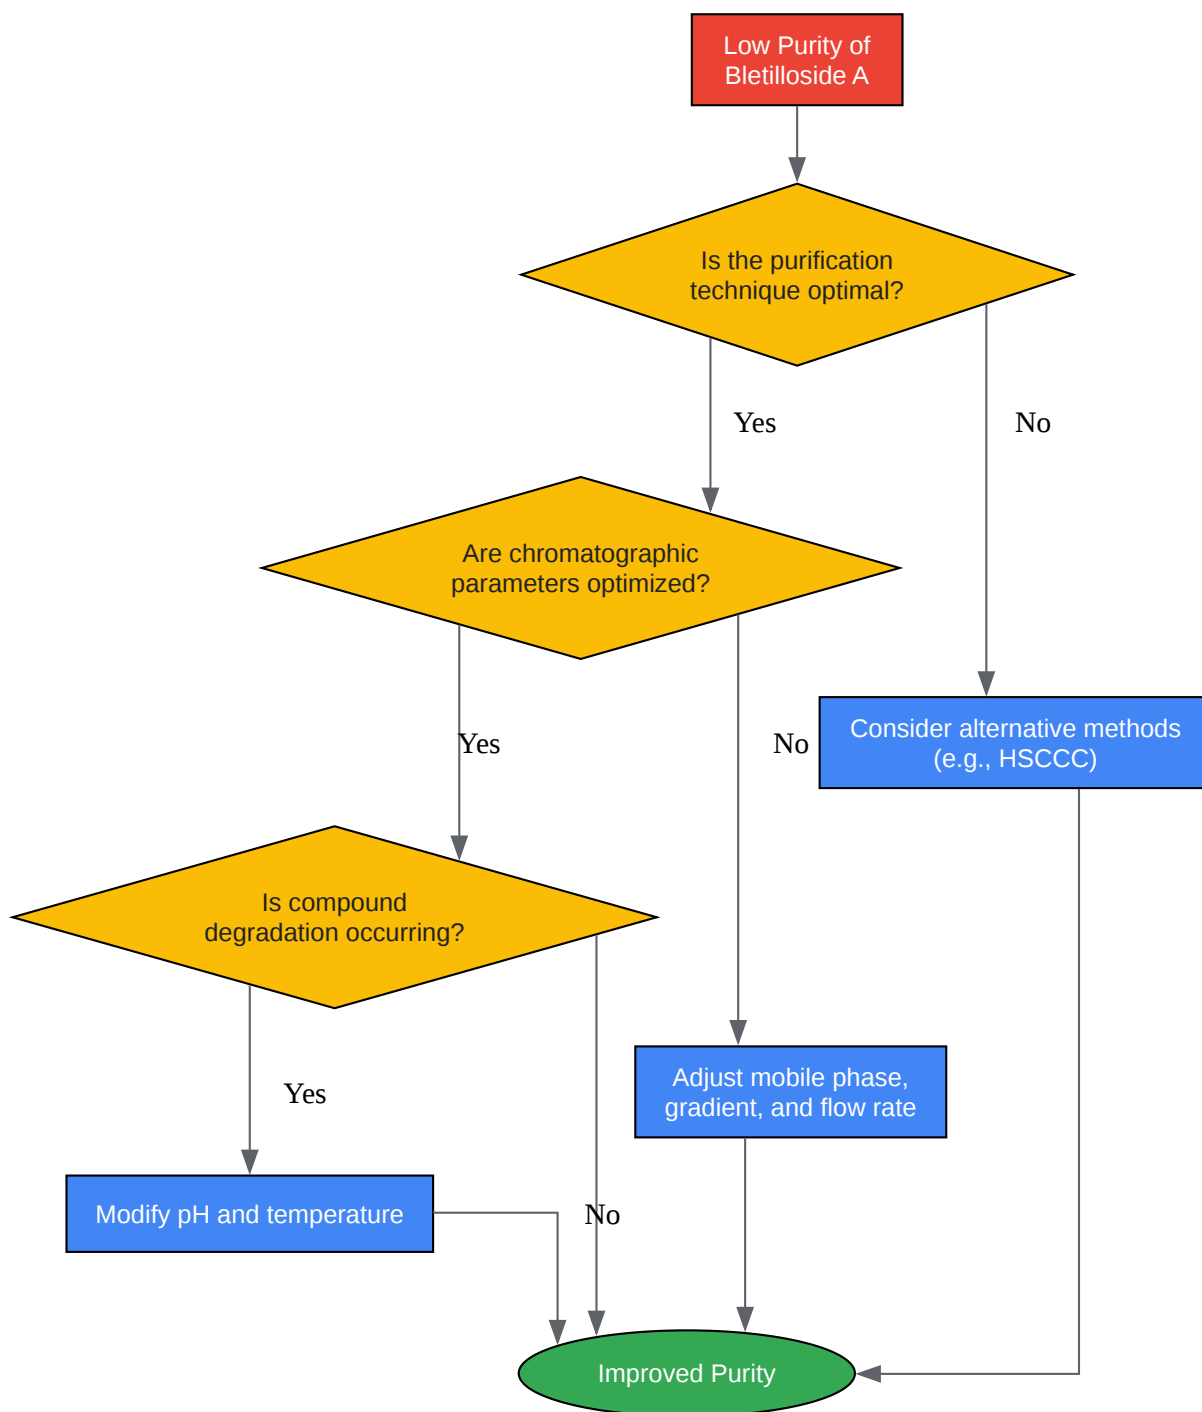 Low Purity of
Bletilloside A
Is the purification
technique optimal?
Yes
No
Are chromatographic
parameters optimized?
Yes
No
Consider alternative methods
(e.g., HSCCC)
Is compound
degradation occurring?
Adjust mobile phase,
gradient, and flow rate
Yes
Modify pH and temperature
No
Improved Purity